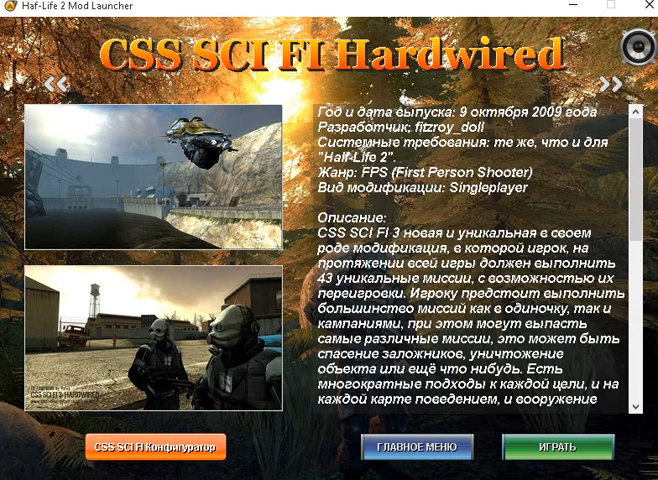 Haf-Life 2 Mod Launcher
CSS SCI FI Hardwired
Год и дата выпуска: 9 октября 2009 года
Разработчик: fitzroy_doll
Системные требования: те же, что и для
"Half-Life 2".
Жанр: FPS (First Person Shooter)
Вид модификации: Singleplayer
Описание:
CSS SCI FI 3 новая и уникальная в своем
роде модификация, в которой игрок, на
протяжении всей игры должен выполнить
43 уникальные миссии, с возможностью их
переигровки. Игроку предстоит выполнить
большинство миссий как в одиночку, так и
кампаниями, при этом могут выпасть
самые различные миссии, это может быть
спасение заложников, уничтожение
объекта или ещё что нибудь. Есть
многократные подходы к каждой цели, и на
каждой карте поведением, и вооружение
CSS SCI FI 3 HARDWIRED
CSS SCI FI Конфигуратор
ГЛАВНОЕ МЕНЮ
ИГРАТЬ